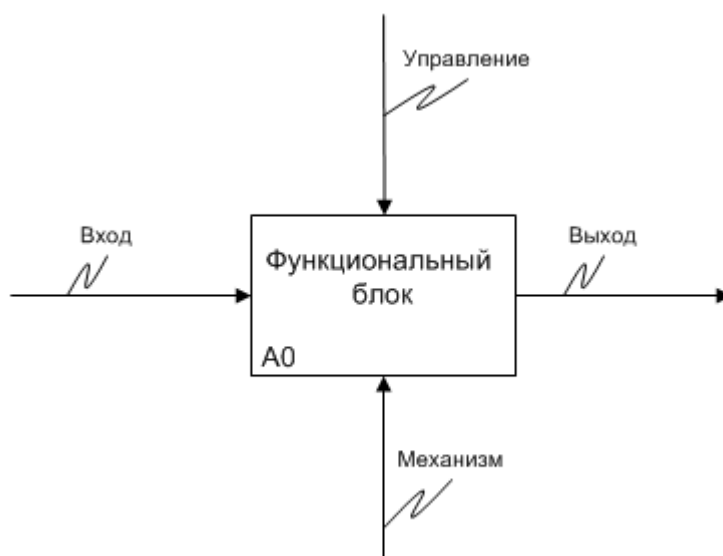 Управление
Вход
Функциональный
блок
Выход
A0
Механизм